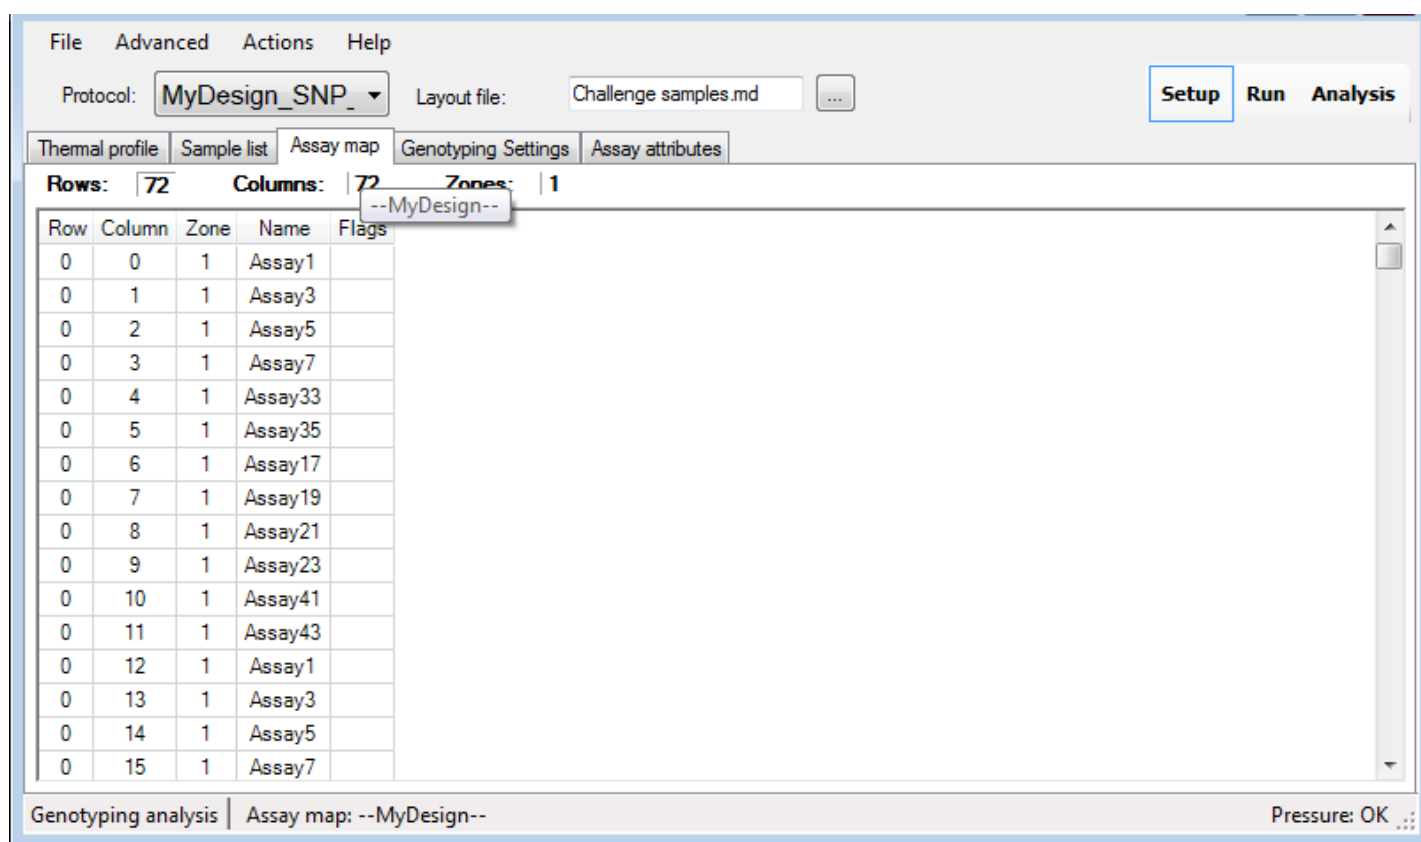 File Advanced Actions Help
Protocol: MyDesign_SNP_ Layout file: Challenge samples.md ... Setup Run Analysis
Thermal profile Sample list Assay map Genotyping Settings Assay attributes
Rows: 72 Columns: 72 Zones: 1
--MyDesign--
Row Column Zone Name Flags
0 0 1 Assay1
0 1 1 Assay3
0 2 1 Assay5
0 3 1 Assay7
0 4 1 Assay33
0 5 1 Assay35
0 6 1 Assay17
0 7 1 Assay19
0 8 1 Assay21
0 9 1 Assay23
0 10 1 Assay41
0 11 1 Assay43
0 12 1 Assay1
0 13 1 Assay3
0 14 1 Assay5
0 15 1 Assay7
Genotyping analysis Assay map: --MyDesign-- Pressure: OK